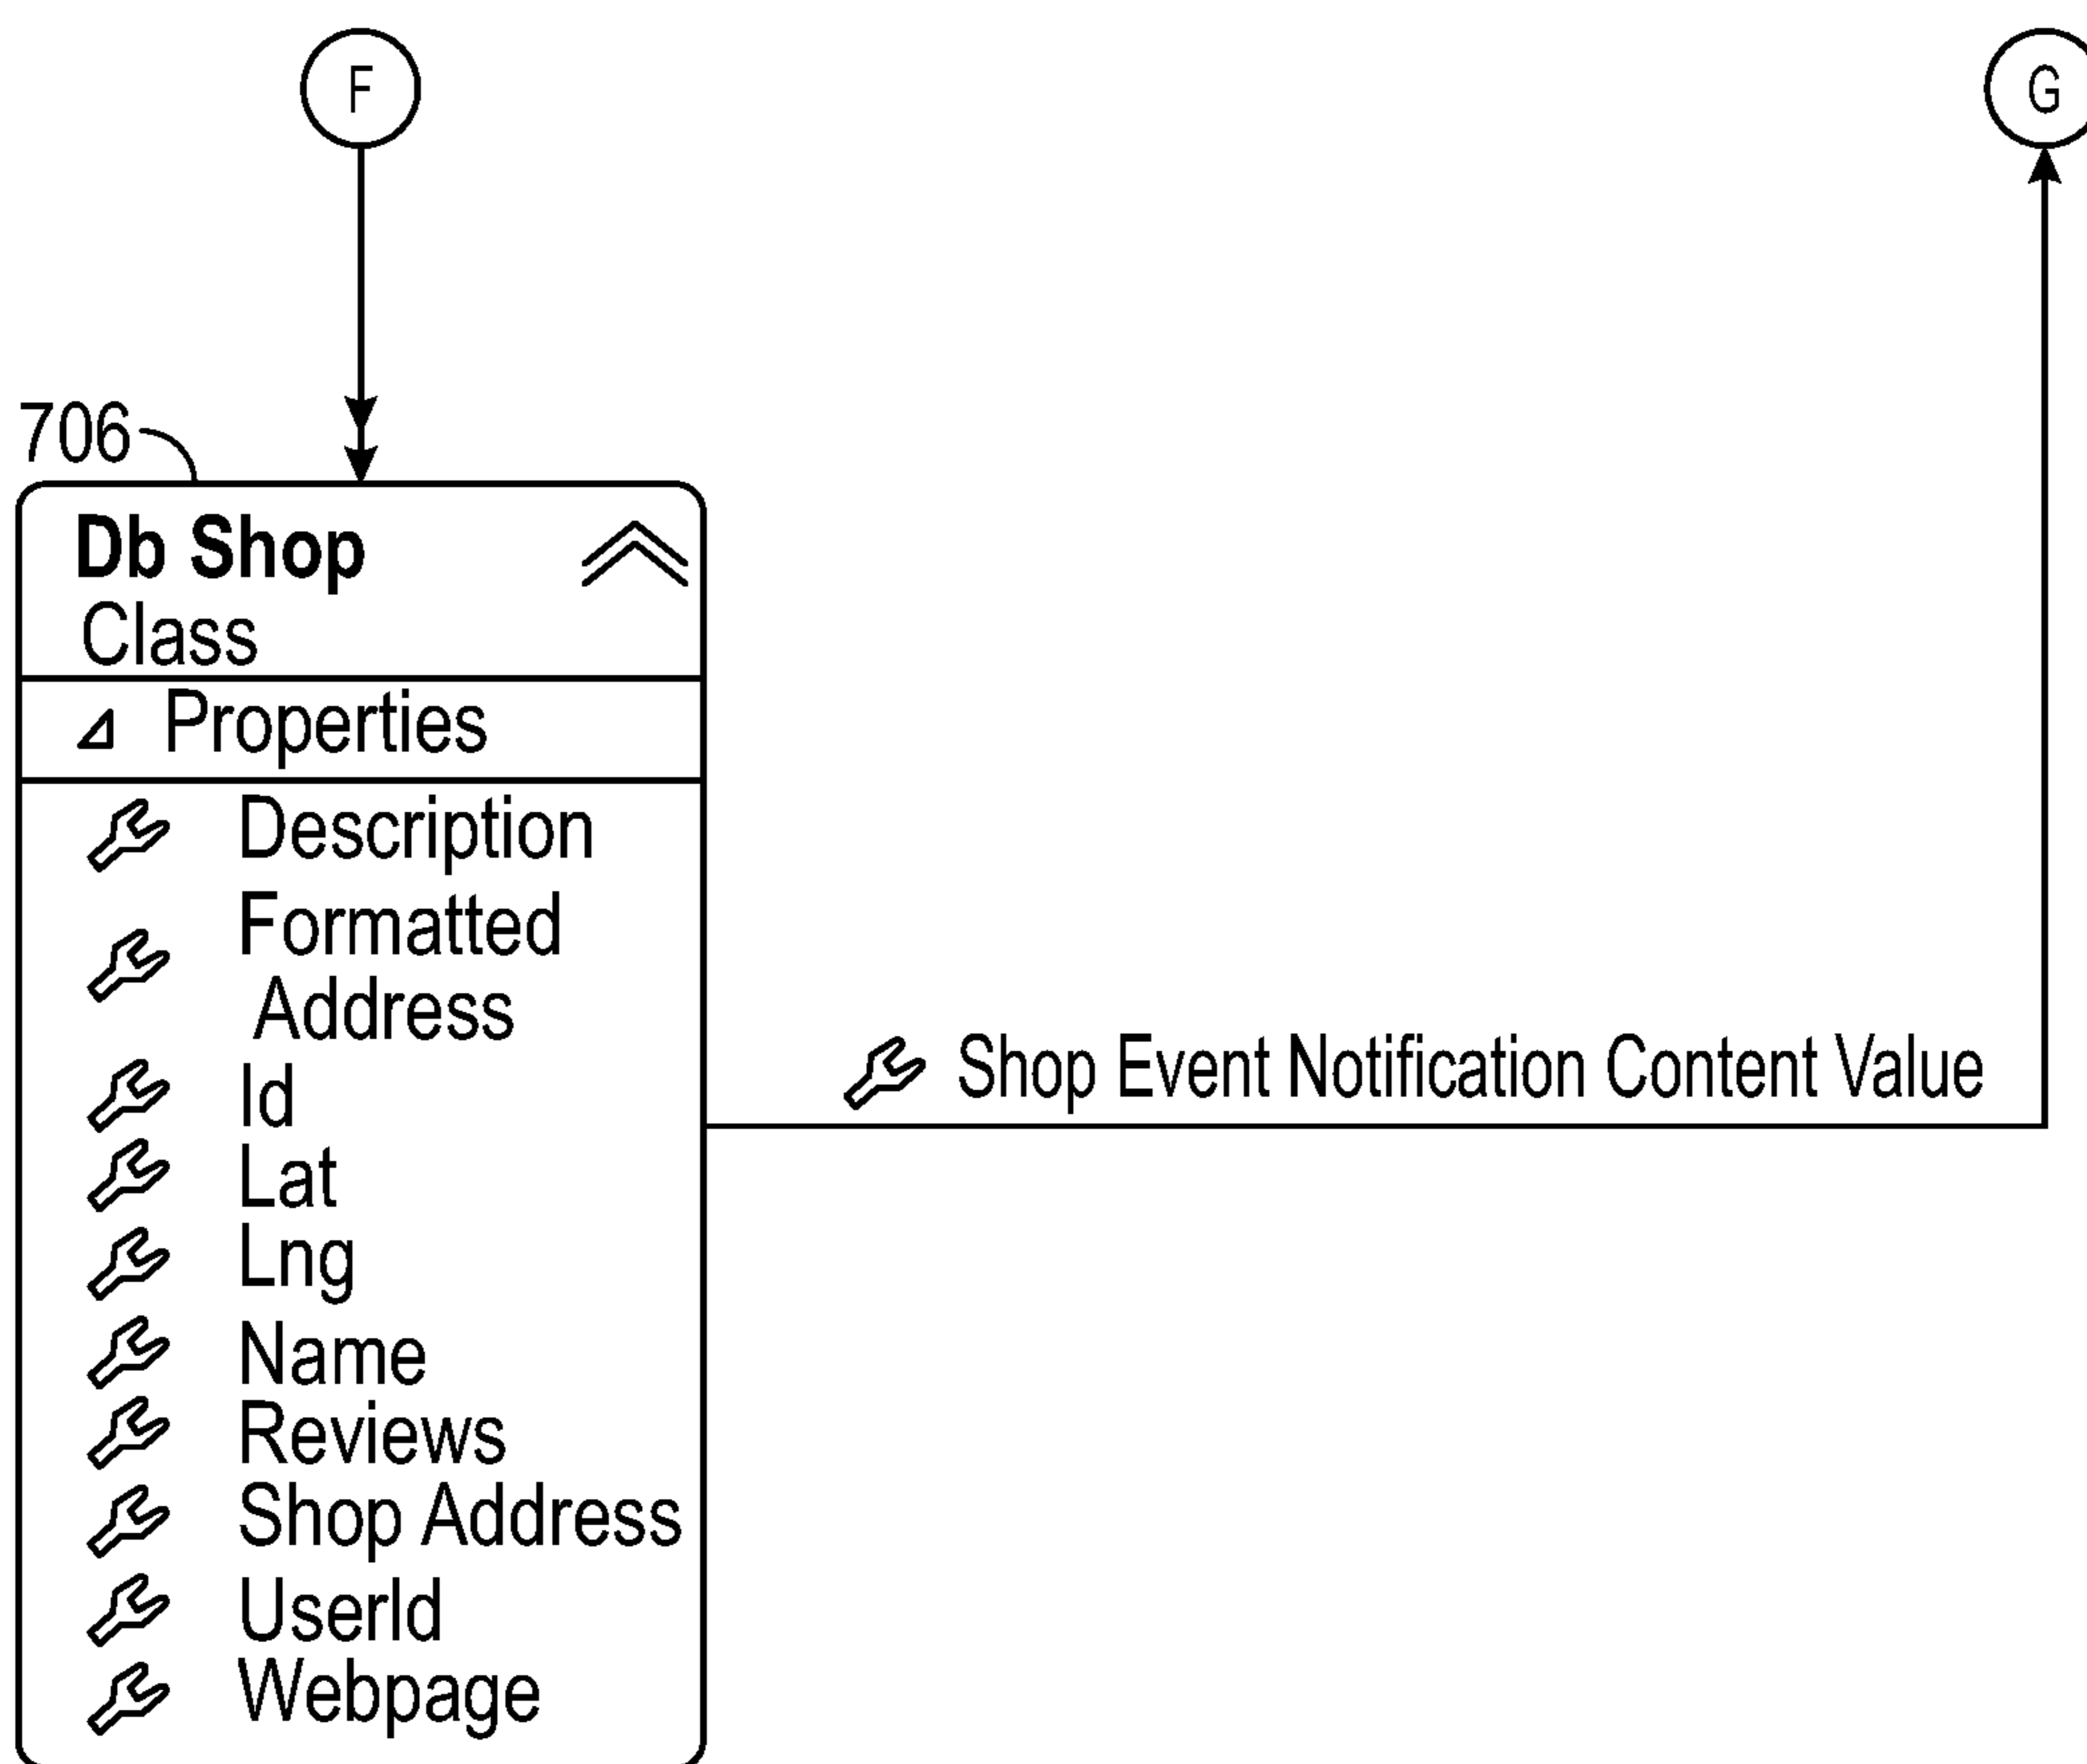 F
G
706
Db Shop
Class
Properties
Description
Formatted
Address
Id
Shop Event Notification Content Value
Lat
Lng
Name
Reviews
Shop Address
UserId
Webpage